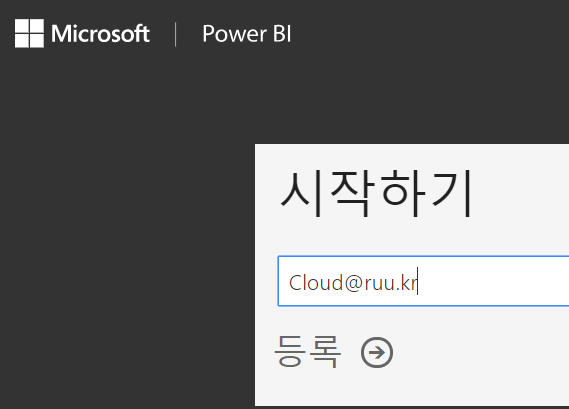 Microsoft | Power BI
시작하기
Cloud@ruu.kr
등록